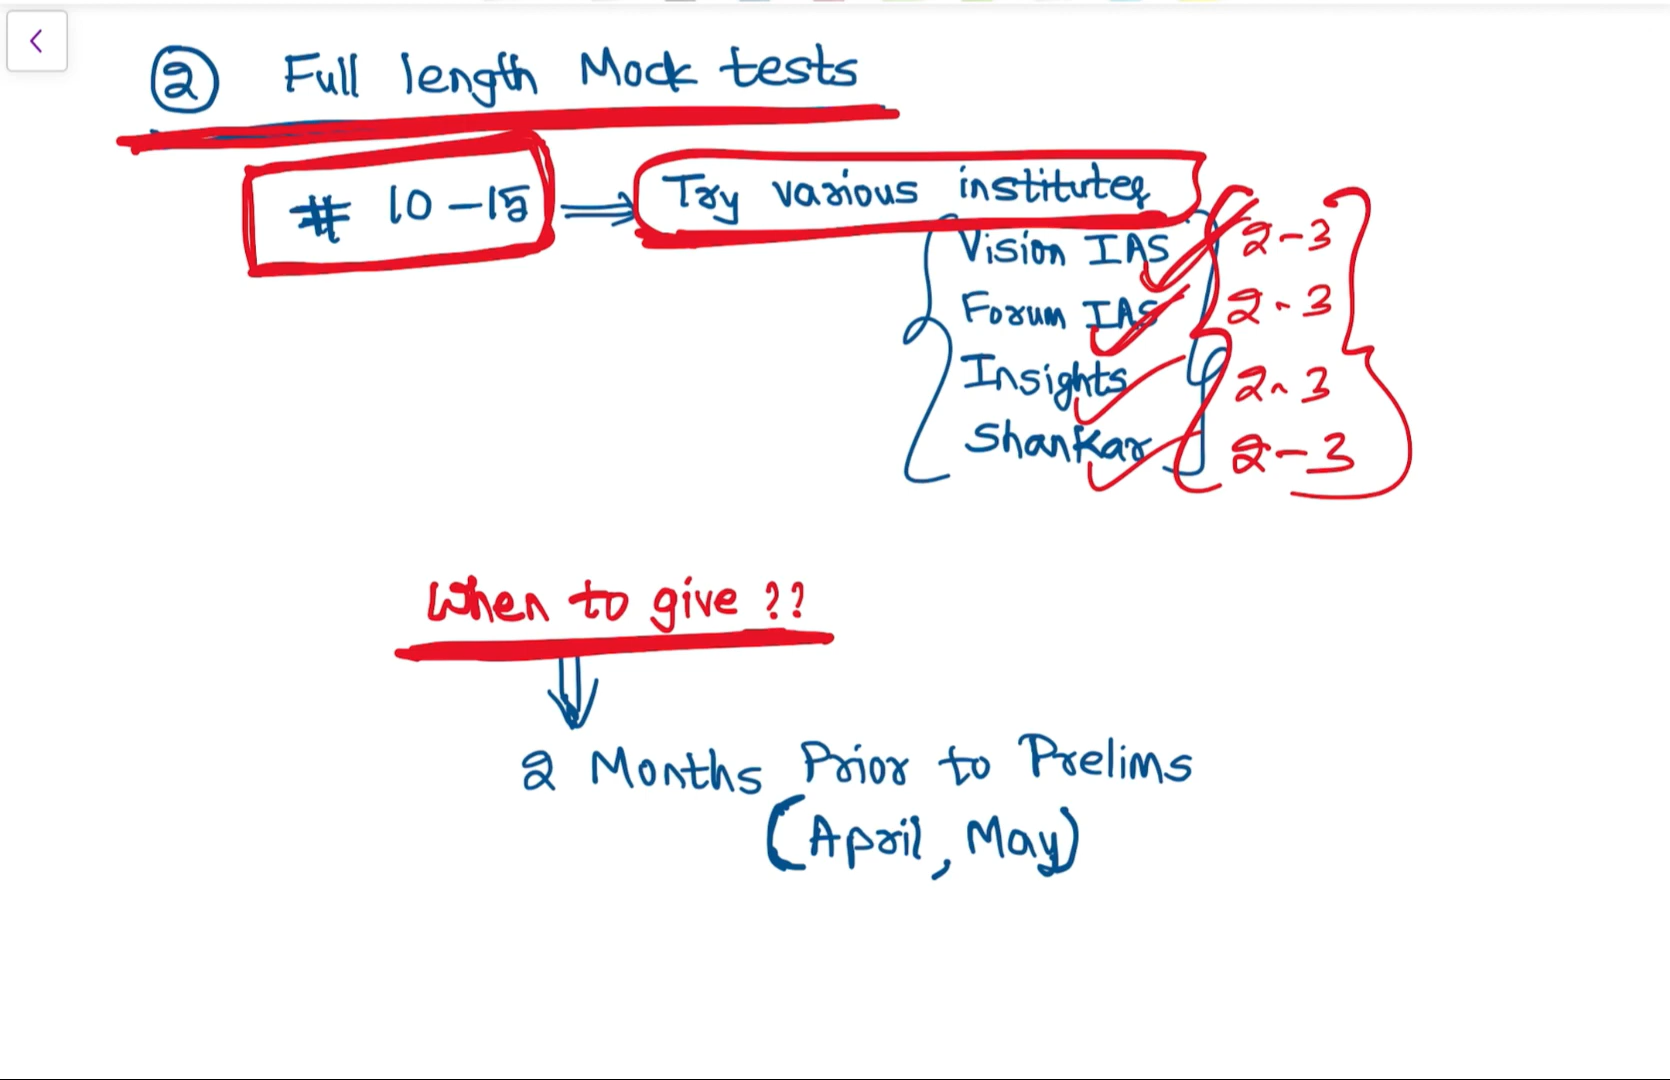 ② Full length Mock tests
# 10-15 ⇒ Try various institutes
Vision IAS 2-3
Forum IAS 2-3
Insights 2-3
Shankar 2-3
When to give ??
2 Months Prior to Prelims
(April, May)